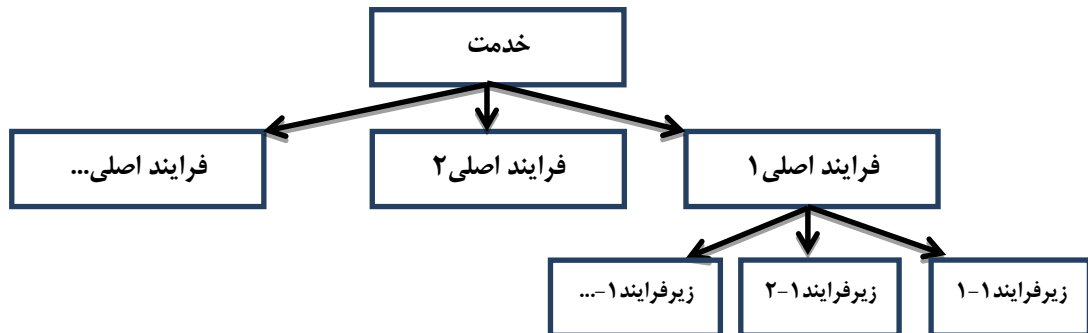 خدمت
فرایند اصلی۱
فرایند اصلی۲
فرایند اصلی...
زیرفرایند۱-۱
زیرفرایند۱-۲
زیرفرایند۱-...